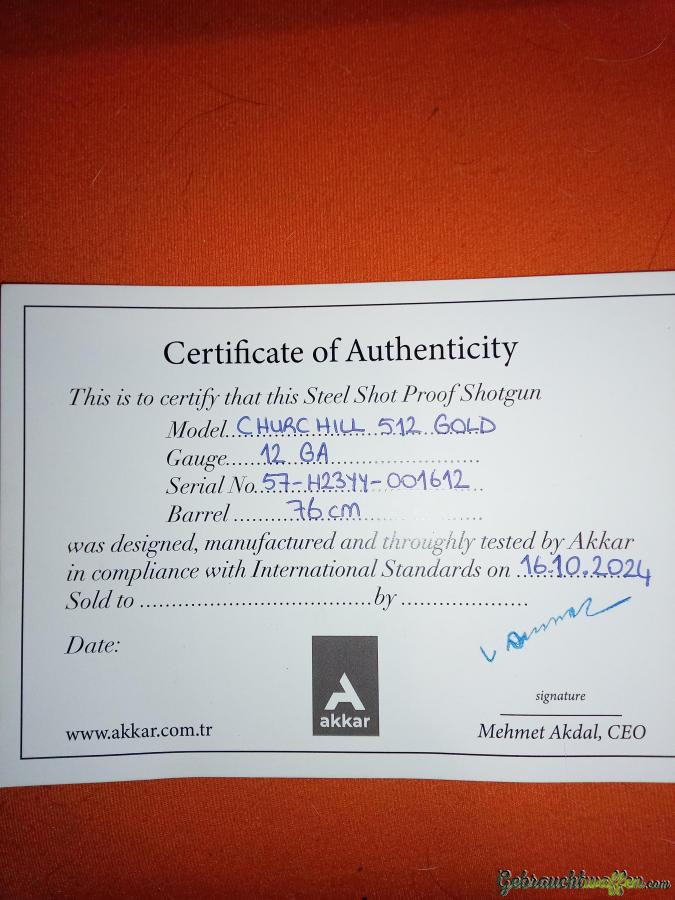 Certificate of Authenticity
This is to certify that this Steel Shot Proof Shotgun
Model..CHURCHILL 512 GOLD
Gauge.....12 GA......................
Serial No.57-H23YY-001612..
Barrel ........76cm..................
was designed, manufactured and throughly tested by Akkar
in compliance with International Standards on .16.10.2024
Sold to ...................................by ...................
Date:
akkar
signature
www.akkar.com.tr
Mehmet Akdal, CEO
Gebrauchtwaffen.com